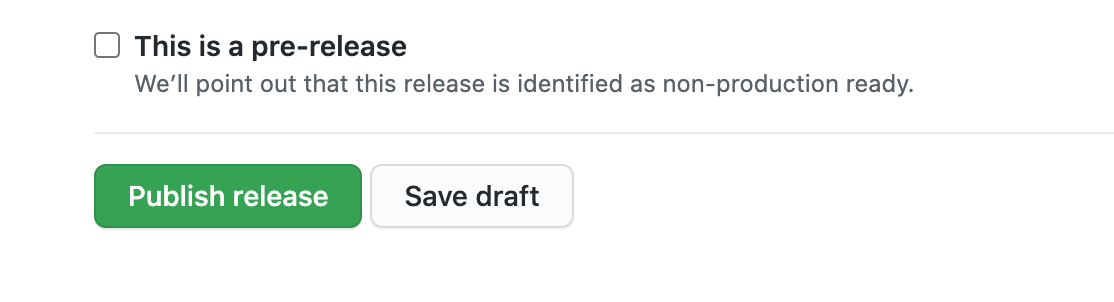 This is a pre-release
We’ll point out that this release is identified as non-production ready.
Publish release
Save draft